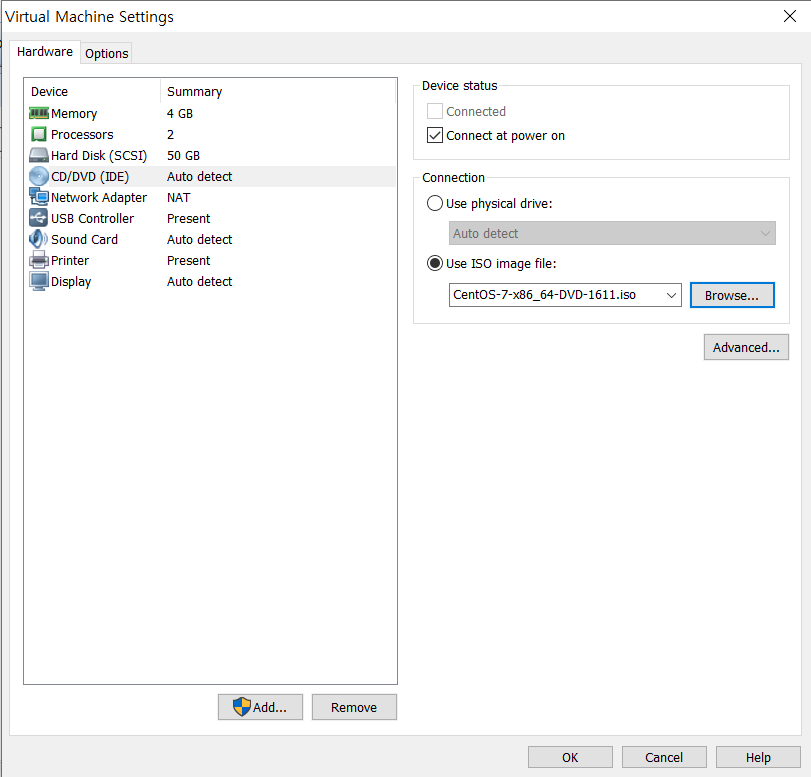 Virtual Machine Settings
Hardware Options
Device Summary
Memory 4 GB
Processors 2
Hard Disk (SCSI) 50 GB
CD/DVD (IDE) Auto detect
Network Adapter NAT
USB Controller Present
Sound Card Auto detect
Printer Present
Display Auto detect
Add... Remove
Device status
Connected
Connect at power on
Connection
Use physical drive:
Auto detect
Use ISO image file:
CentOS-7-x86_64-DVD-1611.iso Browse...
Advanced...
OK Cancel Help